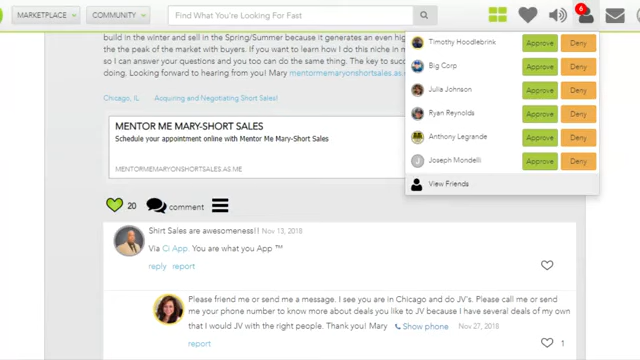 MARKETPLACE
COMMUNITY
Find What You're Looking For Fast
6
build in the winter and sell in the Spring/Summer because it generates an even hig
the the peak of the market with buyers. If you want to learn how I do this niche in m
so I can answer your questions and you too can do the same thing. The key to succ
doing. Looking forward to hearing from you! Mary mentormemaryonshortsales.as.me
Chicago, IL Acquiring and Negotiating Short Sales!
MENTOR ME MARY-SHORT SALES
Schedule your appointment online with Mentor Me Mary-Short Sales
MENTORMEMARYONSHORTSALES.AS.ME
Timothy Hoodlebrink Approve Deny
Big Corp Approve Deny
Julia Johnson Approve Deny
Ryan Reynolds Approve Deny
Anthony Legrande Approve Deny
J Joseph Mondelli Approve Deny
View Friends
20 comment
Shirt Sales are awesomeness!! Nov 13, 2018
Via Ci App. You are what you App ™
reply report
Please friend me or send me a message. I see you are in Chicago and do JV's. Please call me or send
me your phone number to know more about deals you like to JV because I have several deals of my own
that I would JV with the right people. Thank you! Mary Show phone Nov 27, 2018
report 1